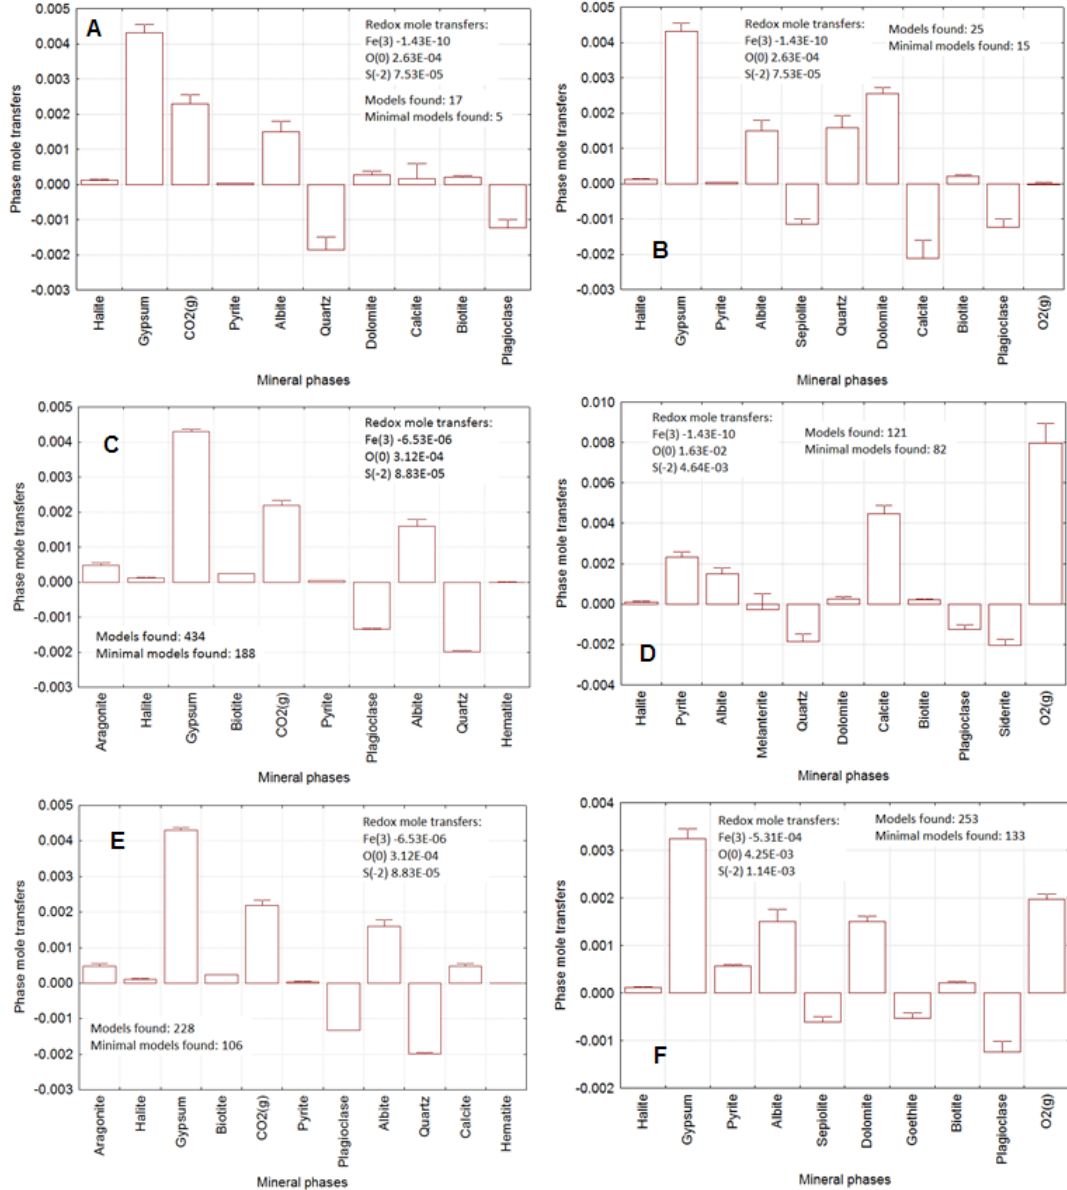 A
Redox mole transfers:
Fe(3) -1.43E-10
O(0) 2.63E-04
S(-2) 7.53E-05
Models found: 17
Minimal models found: 5
Phase mole transfers
0.005
0.004
0.003
0.002
0.001
0.000
-0.001
-0.002
-0.003
Halite
Gypsum
CO2(g)
Pyrite
Albite
Quartz
Dolomite
Calcite
Biotite
Plagioclase
Mineral phases
B
Redox mole transfers:
Fe(3) -1.43E-10
O(0) 2.63E-04
S(-2) 7.53E-05
Models found: 25
Minimal models found: 15
Phase mole transfers
0.005
0.004
0.003
0.002
0.001
0.000
-0.001
-0.002
-0.003
Halite
Gypsum
Pyrite
Albite
Sepiolite
Quartz
Dolomite
Calcite
Biotite
Plagioclase
O2(g)
Mineral phases
C
Redox mole transfers:
Fe(3) -6.53E-06
O(0) 3.12E-04
S(-2) 8.83E-05
Models found: 434
Minimal models found: 188
Phase mole transfers
0.005
0.004
0.003
0.002
0.001
0.000
-0.001
-0.002
-0.003
Aragonite
Halite
Gypsum
Biotite
CO2(g)
Pyrite
Plagioclase
Albite
Quartz
Hematite
Mineral phases
D
Redox mole transfers:
Fe(3) -1.43E-10
O(0) 1.63E-02
S(-2) 4.64E-03
Models found: 121
Minimal models found: 82
Phase mole transfers
0.010
0.008
0.006
0.004
0.002
0.000
-0.002
-0.004
Halite
Pyrite
Albite
Melanterite
Quartz
Dolomite
Calcite
Biotite
Plagioclase
Siderite
O2(g)
Mineral phases
E
Redox mole transfers:
Fe(3) -6.53E-06
O(0) 3.12E-04
S(-2) 8.83E-05
Models found: 228
Minimal models found: 106
Phase mole transfers
0.005
0.004
0.003
0.002
0.001
0.000
-0.001
-0.002
-0.003
Aragonite
Halite
Gypsum
Biotite
CO2(g)
Pyrite
Plagioclase
Albite
Quartz
Calcite
Hematite
Mineral phases
F
Redox mole transfers:
Fe(3) -5.31E-04
O(0) 4.25E-03
S(-2) 1.14E-03
Models found: 253
Minimal models found: 133
Phase mole transfers
0.004
0.003
0.002
0.001
0.000
-0.001
-0.002
Halite
Gypsum
Pyrite
Albite
Sepiolite
Dolomite
Goethite
Biotite
Plagioclase
O2(g)
Mineral phases